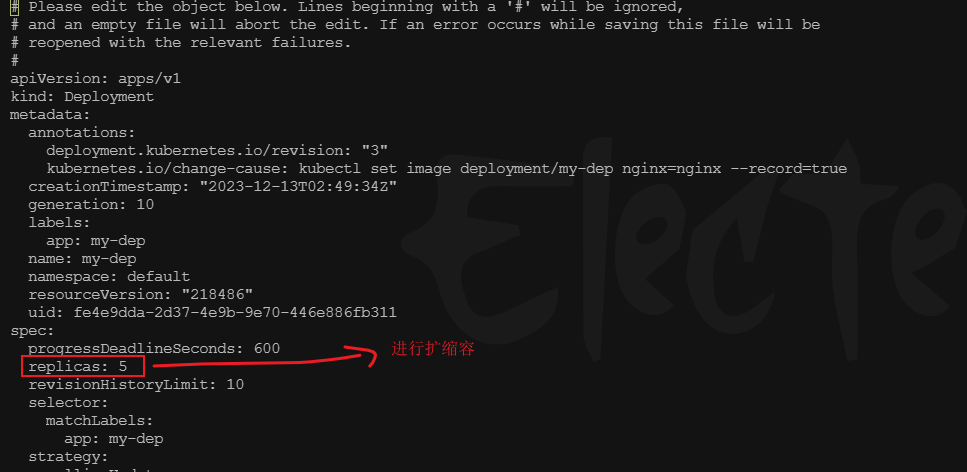 # Please edit the object below. Lines beginning with a '#' will be ignored,
# and an empty file will abort the edit. If an error occurs while saving this file will be
# reopened with the relevant failures.
#
apiVersion: apps/v1
kind: Deployment
metadata:
  annotations:
    deployment.kubernetes.io/revision: "3"
    kubernetes.io/change-cause: kubectl set image deployment/my-dep nginx=nginx --record=true
  creationTimestamp: "2023-12-13T02:49:34Z"
  generation: 10
  labels:
    app: my-dep
  name: my-dep
  namespace: default
  resourceVersion: "218486"
  uid: fe4e9dda-2d37-4e9b-9e70-446e886fb311
spec:
  progressDeadlineSeconds: 600
  replicas: 5 进行扩缩容
  revisionHistoryLimit: 10
  selector:
    matchLabels:
      app: my-dep
  strategy:
Electe